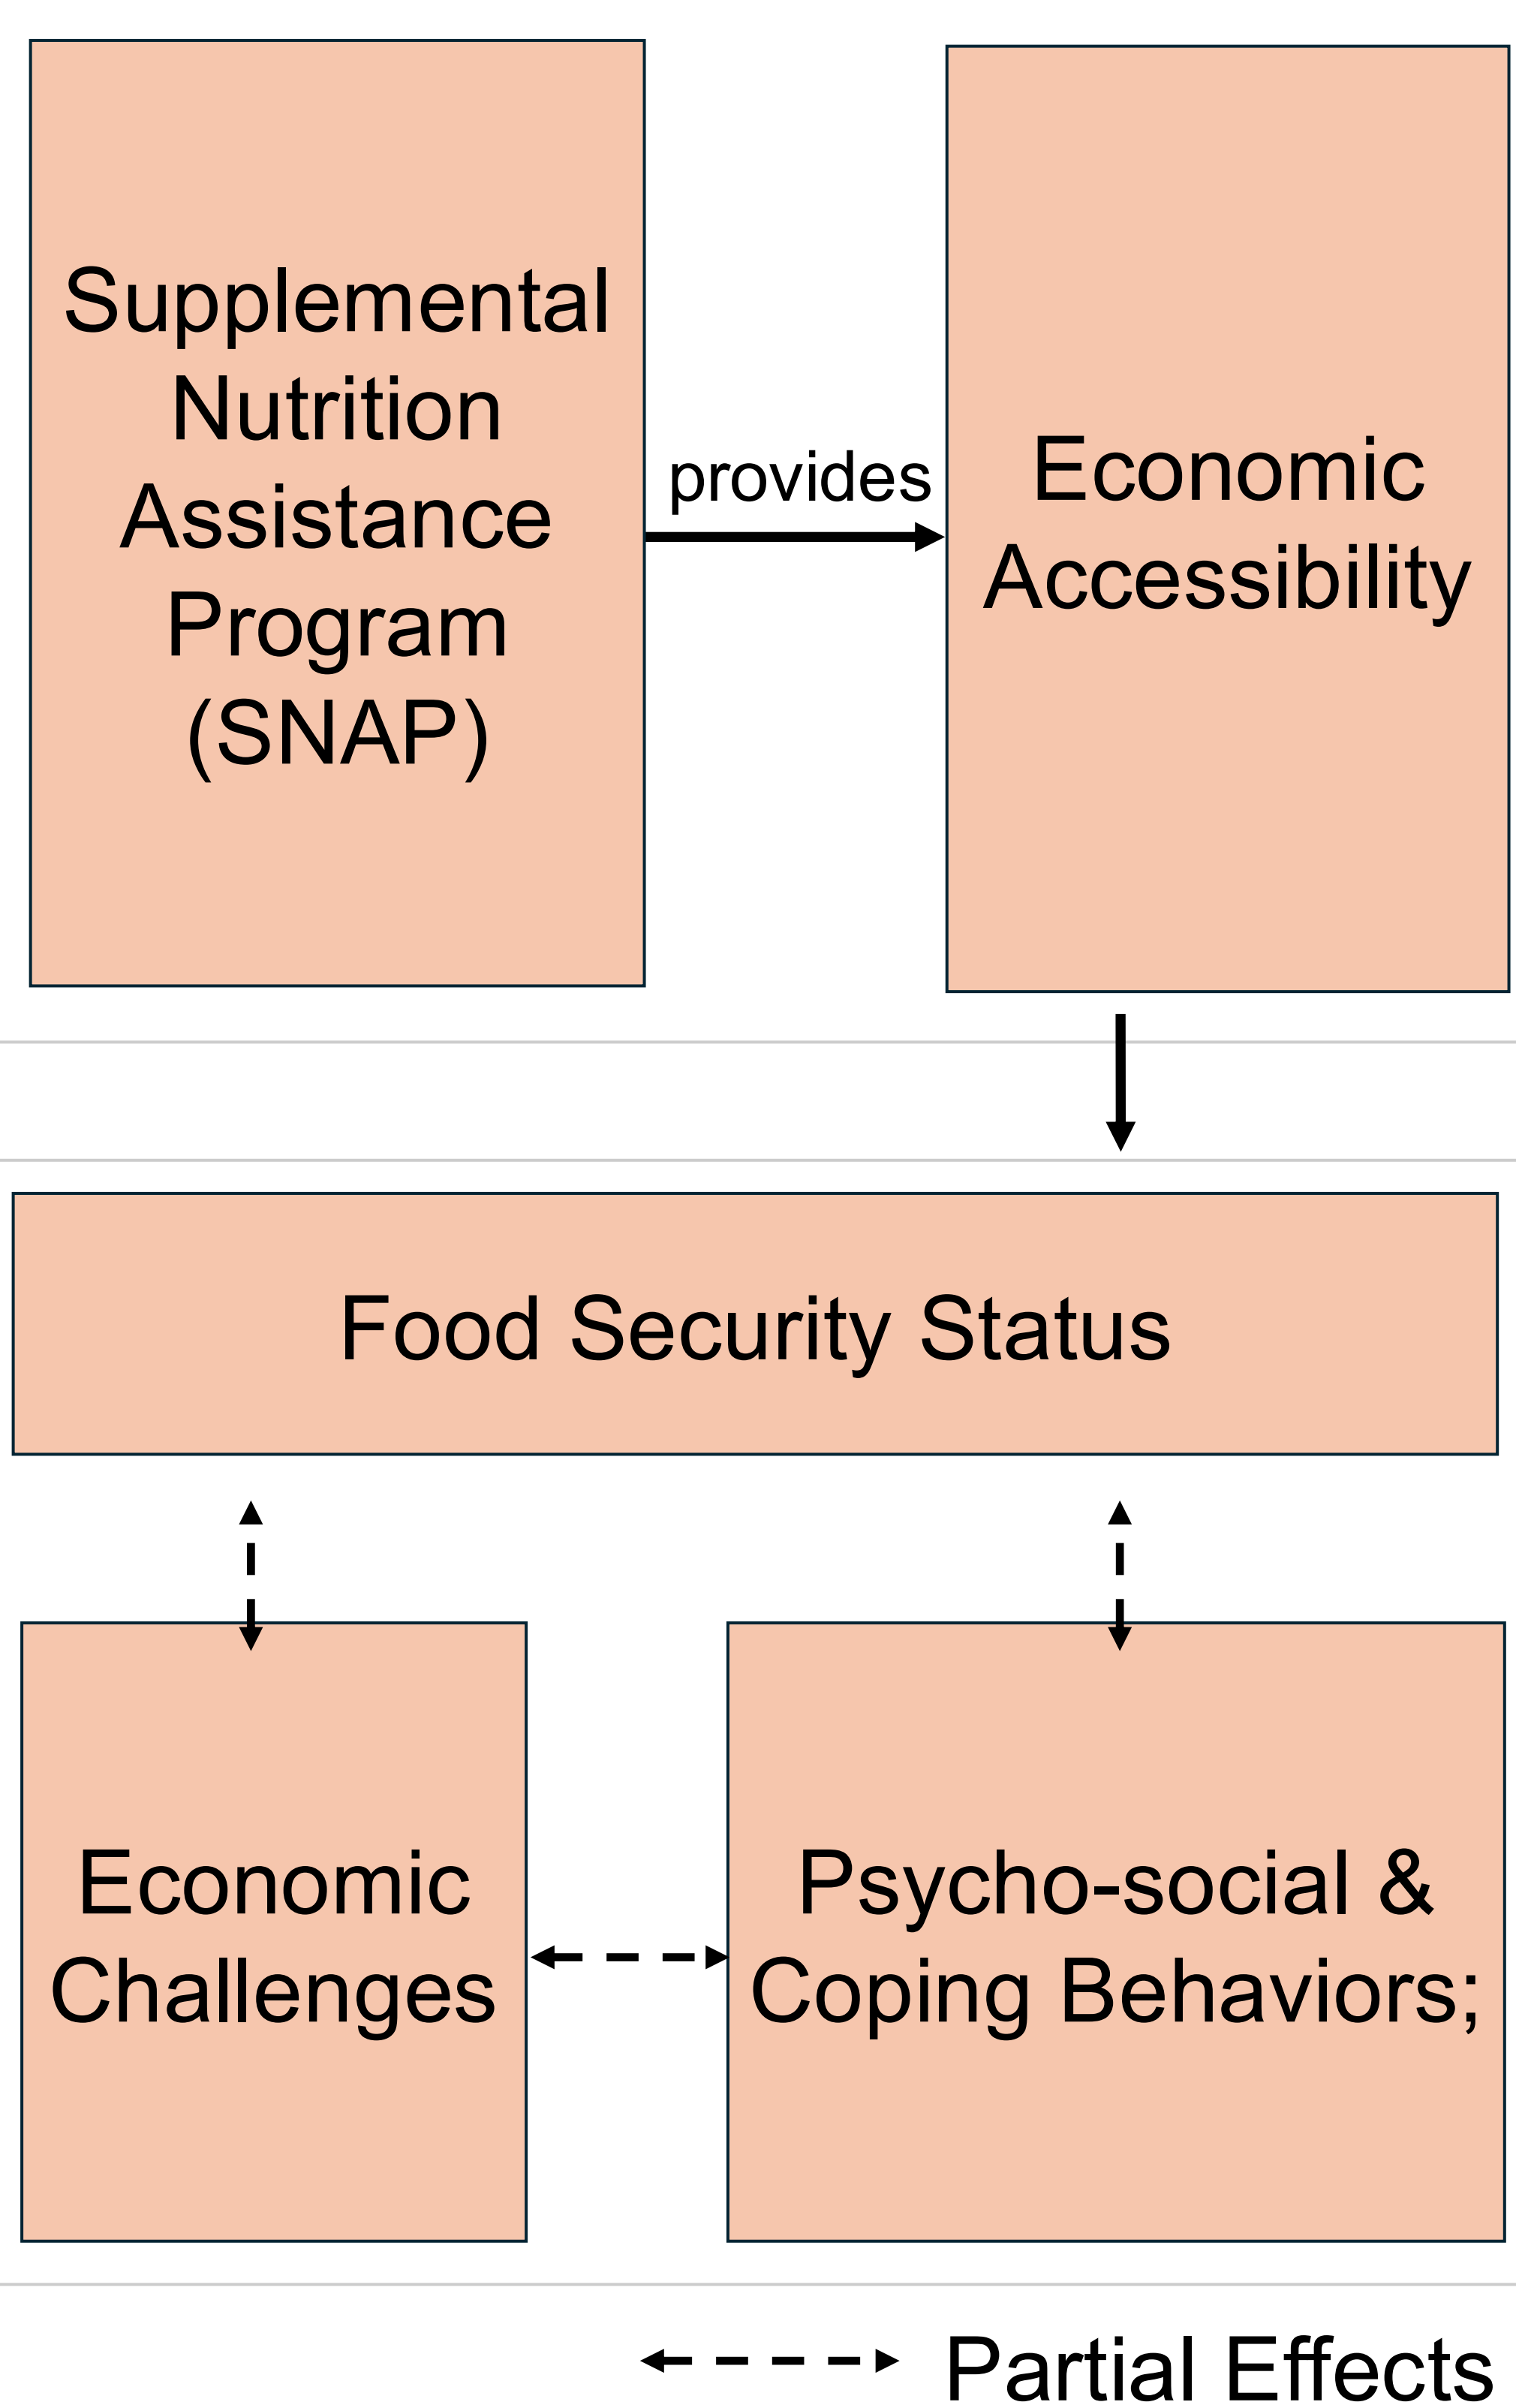 Supplemental
Nutrition
Assistance
Program
(SNAP)
provides
Economic
Accessibility
Food Security Status
Economic
Challenges
Psycho-social &
Coping Behaviors;
Partial Effects